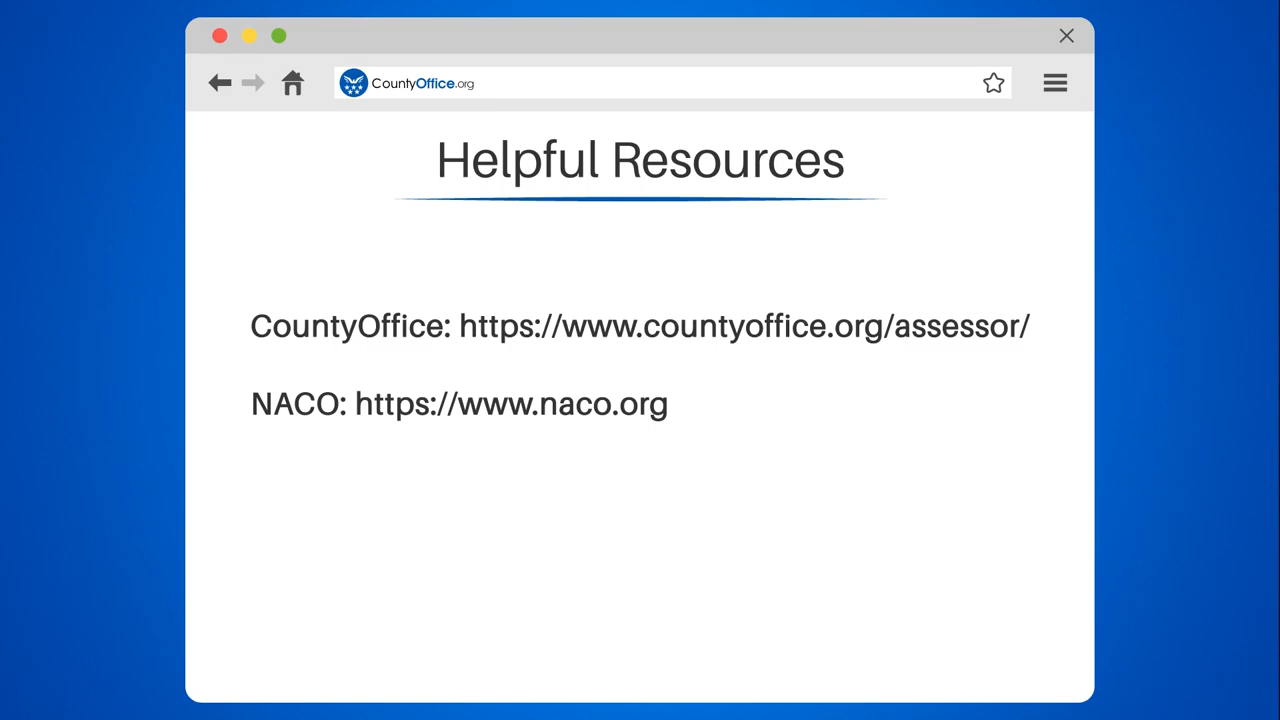 CountyOffice.org
Helpful Resources
CountyOffice: https://www.countyoffice.org/assessor/
NACO: https://www.naco.org